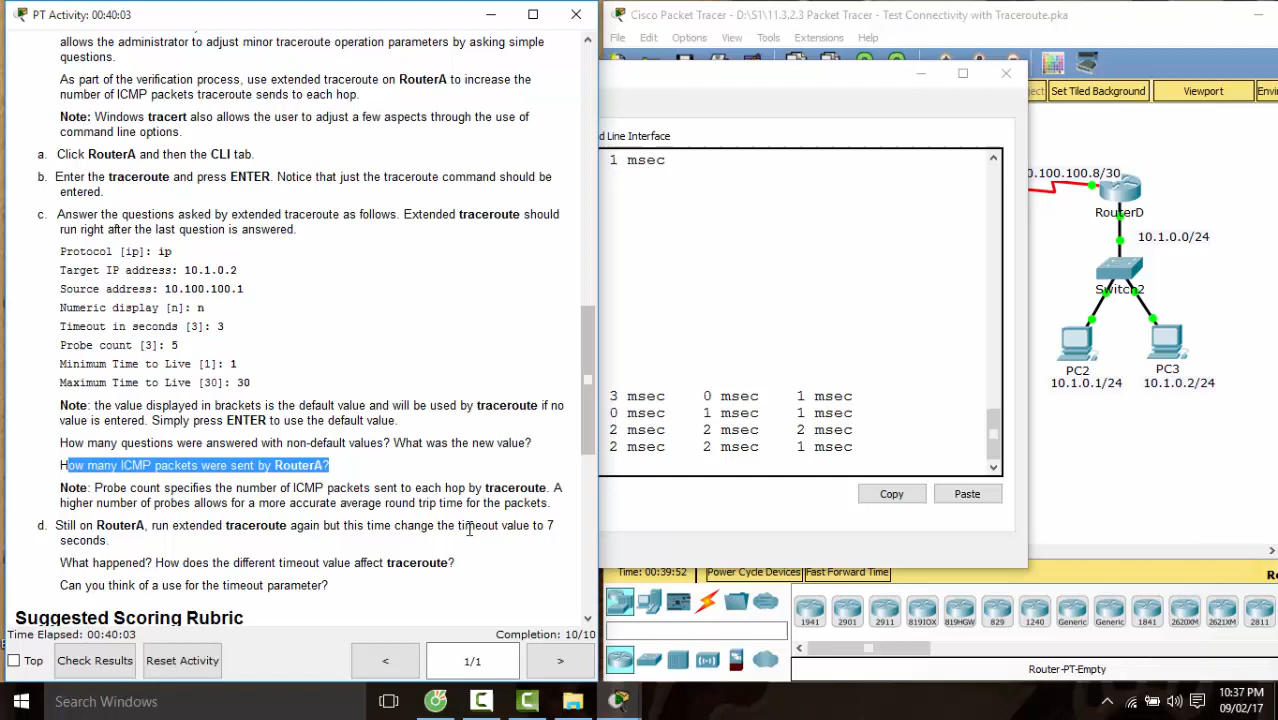 PT Activity: 00:40:03
allows the administrator to adjust minor traceroute operation parameters by asking simple
questions.
As part of the verification process, use extended traceroute on RouterA to increase the
number of ICMP packets traceroute sends to each hop.
Note: Windows tracert also allows the user to adjust a few aspects through the use of
command line options.
a. Click RouterA and then the CLI tab.
b. Enter the traceroute and press ENTER. Notice that just the traceroute command should be
entered.
c. Answer the questions asked by extended traceroute as follows. Extended traceroute should
run right after the last question is answered.
Protocol [ip]: ip
Target IP address: 10.1.0.2
Source address: 10.100.100.1
Numeric display [n]: n
Timeout in seconds [3]: 3
Probe count [3]: 5
Minimum Time to Live [1]: 1
Maximum Time to Live [30]: 30
Note: the value displayed in brackets is the default value and will be used by traceroute if no
value is entered. Simply press ENTER to use the default value.
How many questions were answered with non-default values? What was the new value?
How many ICMP packets were sent by RouterA?
Note: Probe count specifies the number of ICMP packets sent to each hop by traceroute. A
higher number of probes allows for a more accurate average round trip time for the packets.
d. Still on RouterA, run extended traceroute again but this time change the timeout value to 7
seconds.
What happened? How does the different timeout value affect traceroute?
Can you think of a use for the timeout parameter?
Suggested Scoring Rubric
Time Elapsed: 00:40:03 Completion: 10/10
Top Check Results Reset Activity < 1/1 >
Cisco Packet Tracer - D:\S1\11.3.2.3 Packet Tracer - Test Connectivity with Traceroute.pka
File Edit Options View Tools Extensions Help
ject Set Tiled Background Viewport Envi
d Line Interface
1 msec
3 msec 0 msec 1 msec
0 msec 1 msec 1 msec
2 msec 2 msec 2 msec
2 msec 2 msec 1 msec
Copy Paste
0.100.100.8/30
RouterD
10.1.0.0/24
Switch2
PC2
10.1.0.1/24
PC3
10.1.0.2/24
Time: 00:39:52 Power Cycle Devices Fast Forward Time Re
1941 2901 2911 819IOX 819HGW 829 1240 Generic Generic 1841 2620XM 2621XM 2811
Router-PT-Empty
Search Windows
10:37 PM
09/02/17